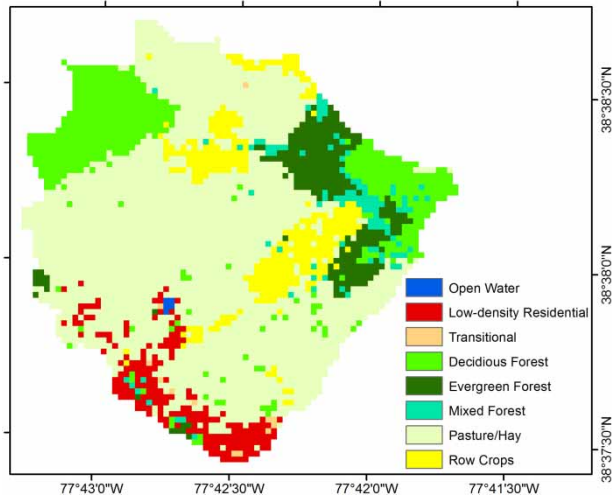 38°38'30"N
38°38'0"N
Open Water
Low-density Residential
Transitional
Decidious Forest
Evergreen Forest
Mixed Forest
Pasture/Hay
Row Crops
38°37'30"N
77°43'0"W
77°42'30"W
77°42'0"W
77°41'30"W